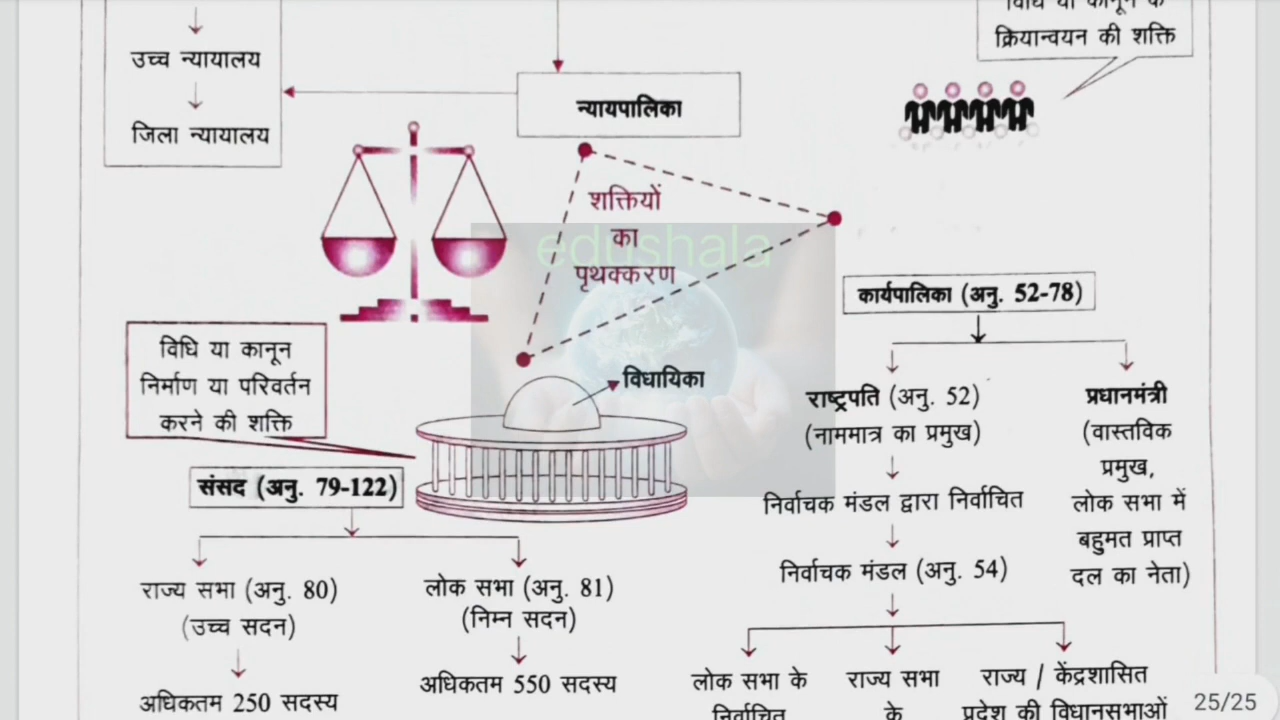 विधि या कानून के
क्रियान्वयन की शक्ति
उच्च न्यायालय
जिला न्यायालय
न्यायपालिका
शक्तियों
का
पृथक्करण
edushala
कार्यपालिका (अनु. 52-78)
विधि या कानून
निर्माण या परिवर्तन
करने की शक्ति
विधायिका
राष्ट्रपति (अनु. 52)
(नाममात्र का प्रमुख)
निर्वाचक मंडल द्वारा निर्वाचित
निर्वाचक मंडल (अनु. 54)
प्रधानमंत्री
(वास्तविक
प्रमुख,
लोक सभा में
बहुमत प्राप्त
दल का नेता)
संसद (अनु. 79-122)
राज्य सभा (अनु. 80)
(उच्च सदन)
अधिकतम 250 सदस्य
लोक सभा (अनु. 81)
(निम्न सदन)
अधिकतम 550 सदस्य
लोक सभा के
निर्वाचित
राज्य सभा
के
राज्य / केंद्रशासित
प्रदेश की विधानसभाओं
25/25